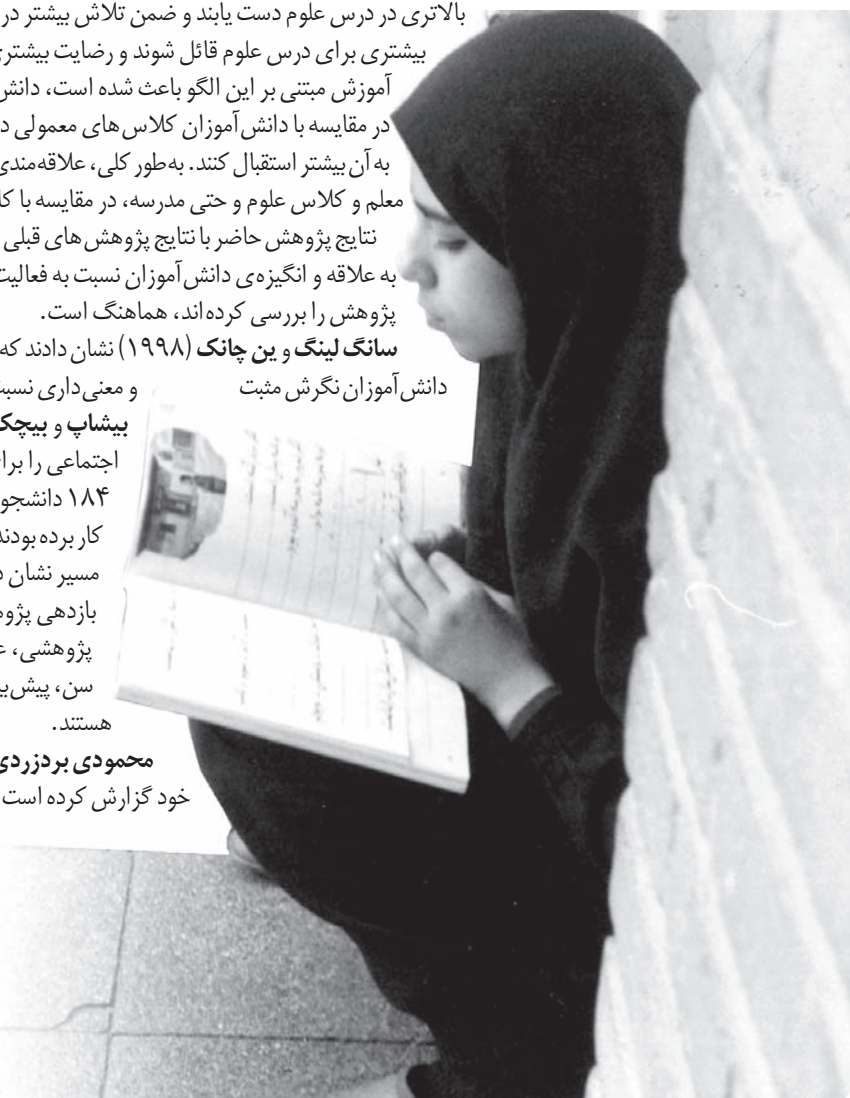 بالاتری در درس علوم دست یابند و ضمن تلاش بیشتر در
بیشتری برای درس علوم قائل شوند و رضایت بیشتر
آموزش مبتنی بر این الگو باعث شده است، دانش
در مقایسه با دانش‌آموزان کلاس‌های معمولی د
به آن بیشتر استقبال کنند. به‌طور کلی، علاقه‌مندی
معلم و کلاس علوم و حتی مدرسه، در مقایسه با کلا
نتایج پژوهش حاضر با نتایج پژوهش‌های قبلی
به علاقه و انگیزه‌ی دانش‌آموزان نسبت به فعالیت
پژوهش را بررسی کرده‌اند، هماهنگ است.
سانگ لینگ و ین چانک (۱۹۹۸) نشان دادند که
دانش‌آموزان نگرش مثبت و معنی‌داری نسبت
بیشاپ و بیچک
اجتماعی را برا
۱۸۴ دانشجو
کار برده بودند
مسیر نشان د
بازدهی پژوه
پژوهشی، ع
سن، پیش‌بی
هستند.
محمودی بردزردی
خود گزارش کرده است